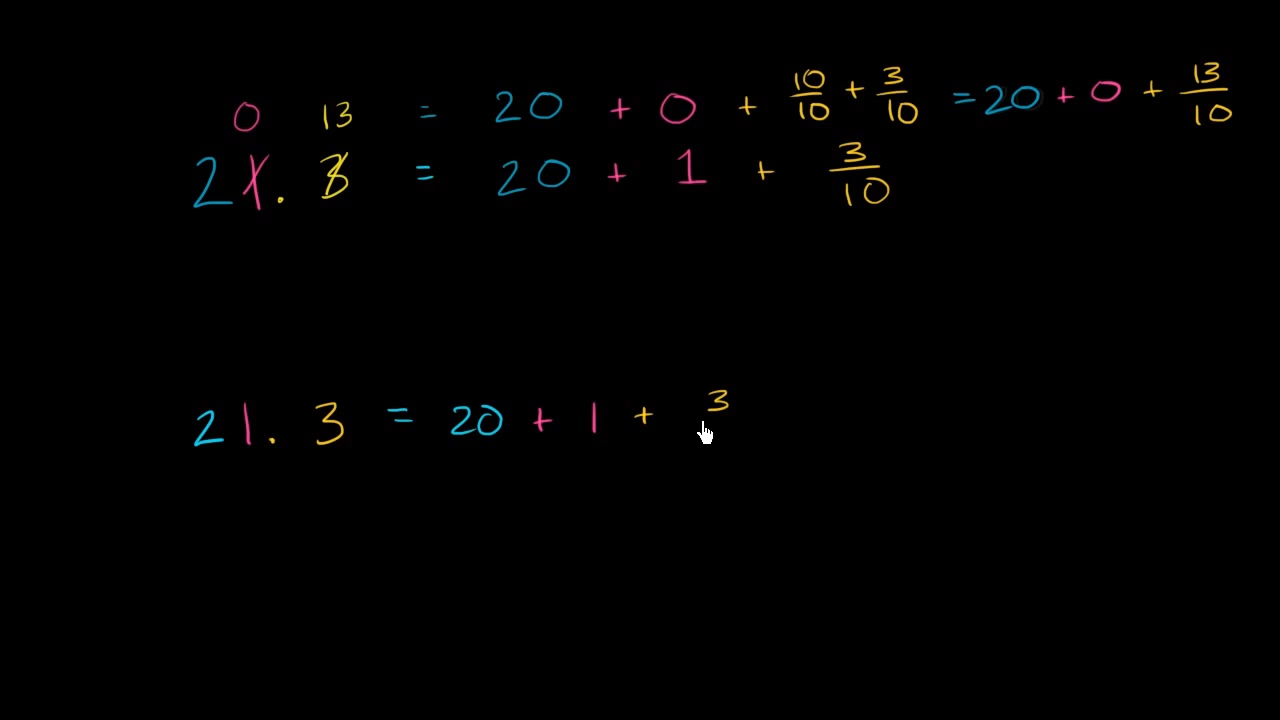 0 13 = 20 + 0 + 10/10 + 3/10 = 20 + 0 + 13/10
21.3 = 20 + 1 + 3/10
21.3 = 20 + 1 + 3